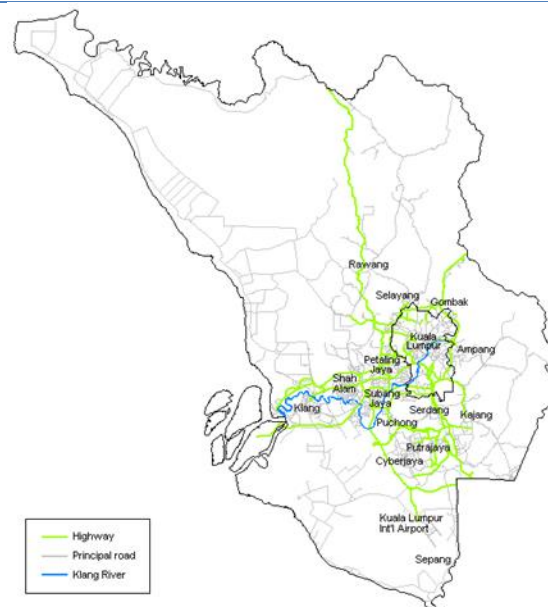 Rawang
Selayang
Gombak
Kuala
Lumpur
Ampang
Petaling
Jaya
Shah
Alam
Subang
Jaya
Klang
Serdang
Kajang
Puchong
Putrajaya
Cyberjaya
Kuala Lumpur
Int'l Airport
Sepang
Highway
Principal road
Klang River